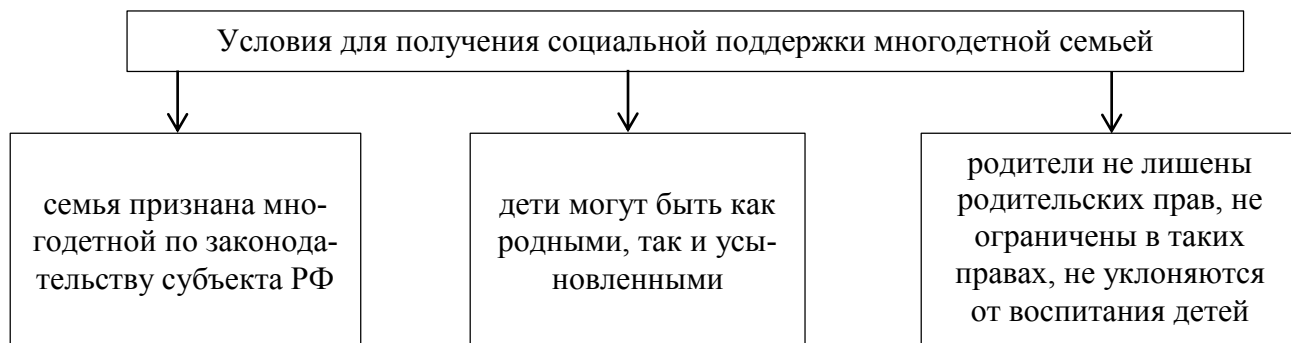 Условия для получения социальной поддержки многодетной семьей
семья признана мно-
годетной по законода-
тельству субъекта РФ
дети могут быть как
родными, так и усы-
новленными
родители не лишены
родительских прав, не
ограничены в таких
правах, не уклоняются
от воспитания детей